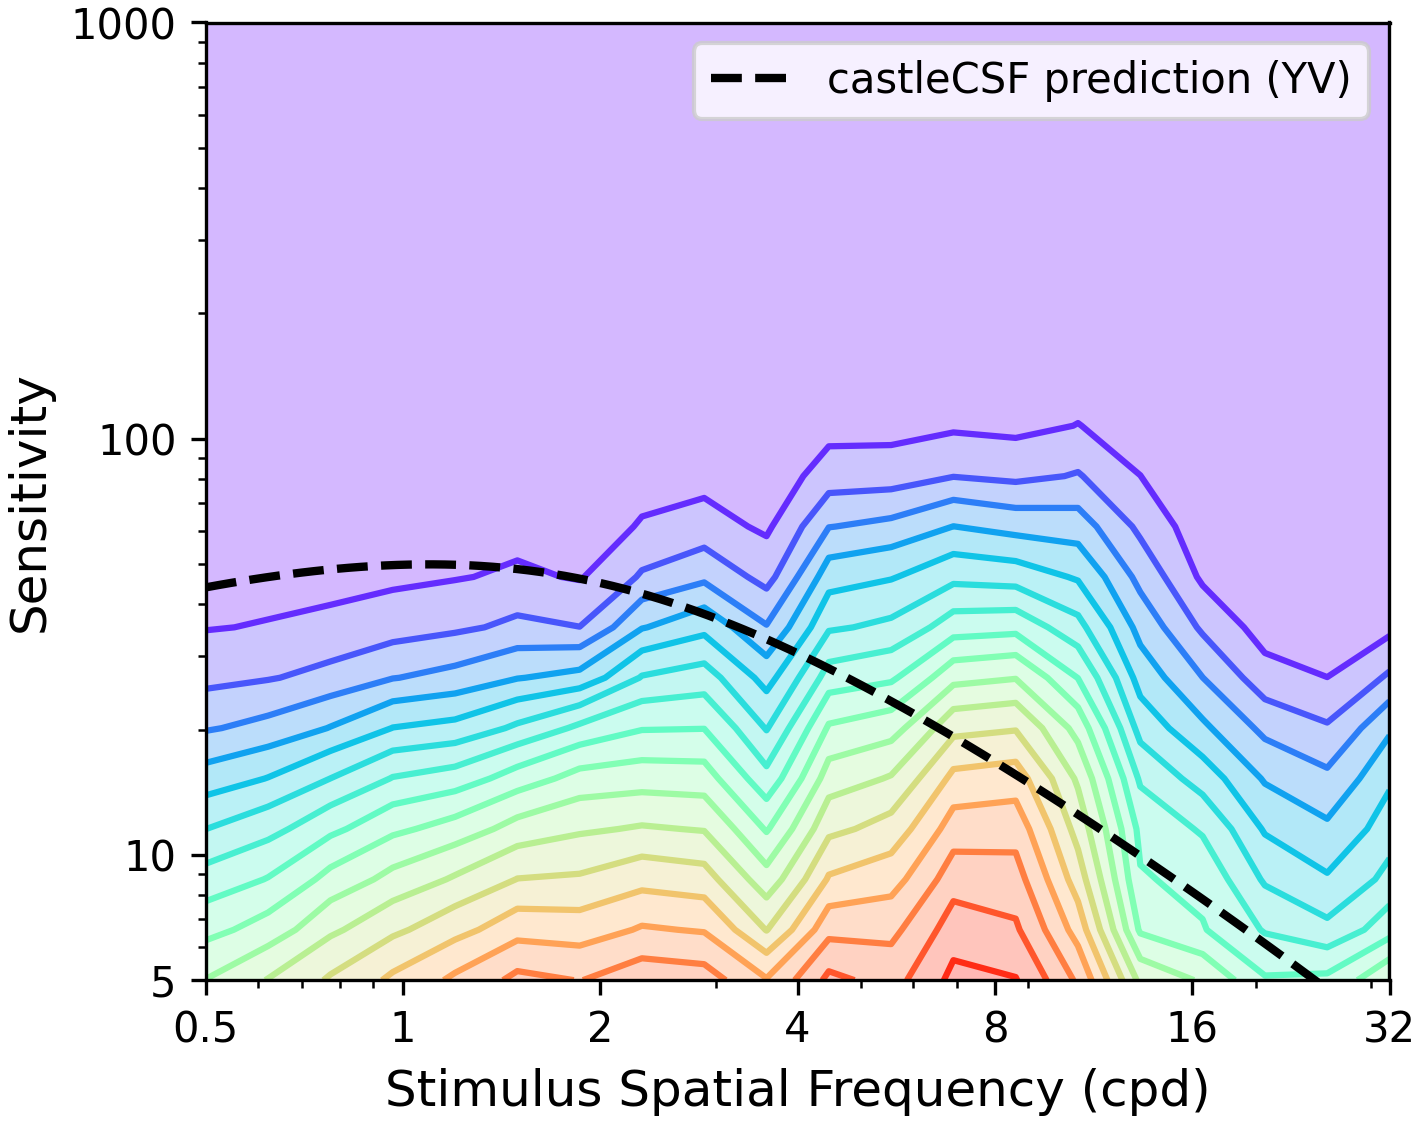 1000
castleCSF prediction (YV)
100
10
5
Sensitivity
0.5 1 2 4 8 16 32
Stimulus Spatial Frequency (cpd)